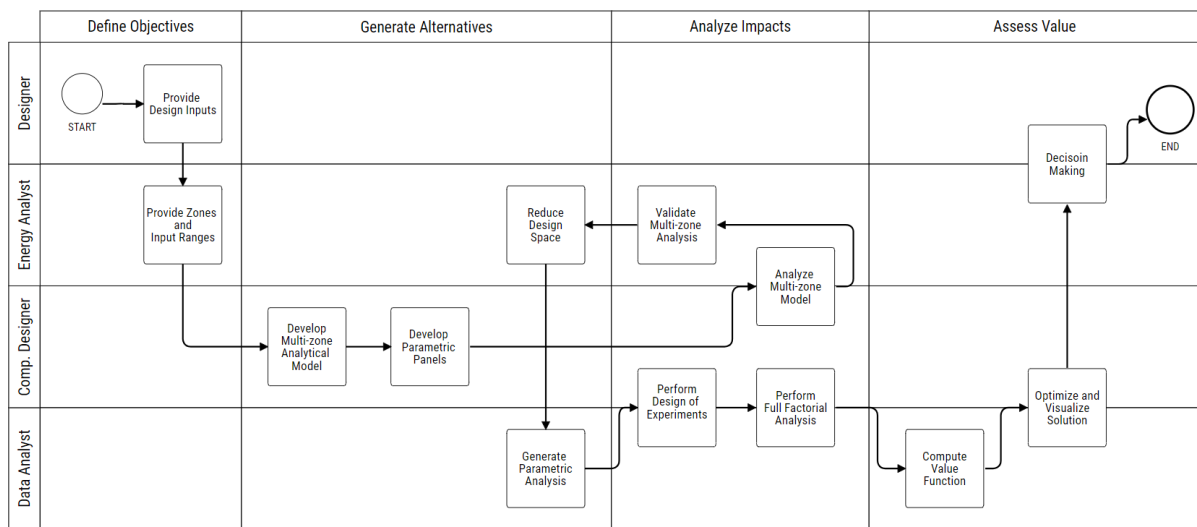 Define Objectives
Generate Alternatives
Analyze Impacts
Assess Value
Designer
START
Provide
Design Inputs
Decisoin
Making
END
Energy Analyst
Provide Zones
and
Input Ranges
Reduce
Design
Space
Validate
Multi-zone
Analysis
Analyze
Multi-zone
Model
Comp. Designer
Develop
Multi-zone
Analytical
Model
Develop
Parametric
Panels
Perform
Design of
Experiments
Perform
Full Factorial
Analysis
Optimize and
Visualize
Solution
Data Analyst
Generate
Parametric
Analysis
Compute
Value
Function